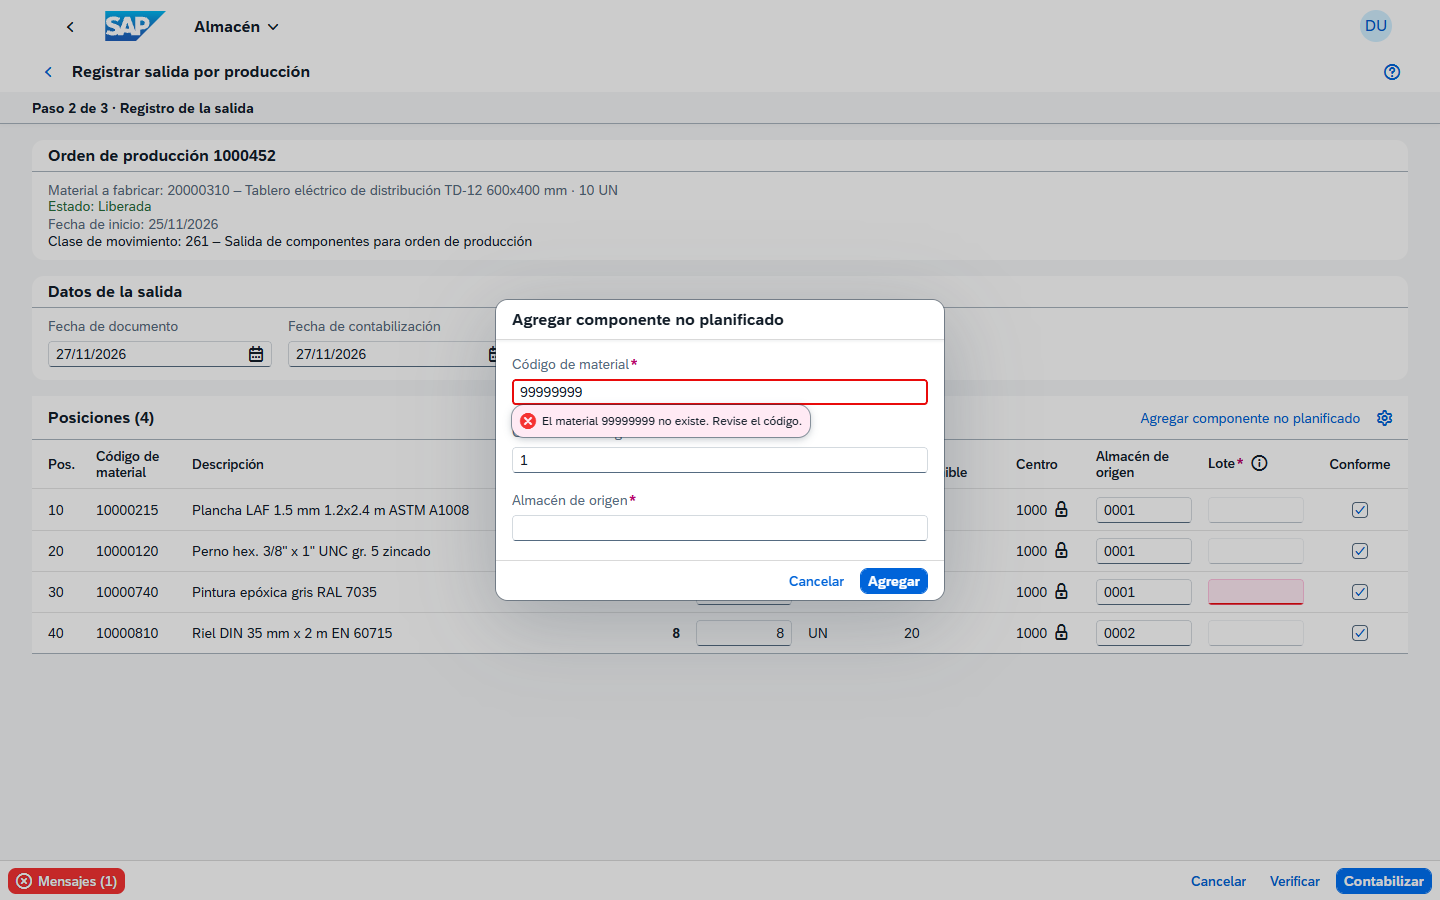 SAP
Almacén
DU
Registrar salida por producción
Paso 2 de 3 · Registro de la salida
Orden de producción 1000452
Material a fabricar: 20000310 – Tablero eléctrico de distribución TD-12 600x400 mm · 10 UN
Estado: Liberada
Fecha de inicio: 25/11/2026
Clase de movimiento: 261 – Salida de componentes para orden de producción
Datos de la salida
Fecha de documento
Fecha de contabilización
27/11/2026
27/11/2026
Agregar componente no planificado
Código de material*
99999999
El material 99999999 no existe. Revise el código.
1
Almacén de origen*
Cancelar
Agregar
Posiciones (4)
Agregar componente no planificado
Pos.
Código de material
Descripción
Centro
Almacén de origen
Lote*
Conforme
10 10000215 Plancha LAF 1.5 mm 1.2x2.4 m ASTM A1008 1000 0001
20 10000120 Perno hex. 3/8" x 1" UNC gr. 5 zincado 1000 0001
30 10000740 Pintura epóxica gris RAL 7035 1000 0001
40 10000810 Riel DIN 35 mm x 2 m EN 60715 8 8 UN 20 1000 0002
Mensajes (1)
Cancelar
Verificar
Contabilizar